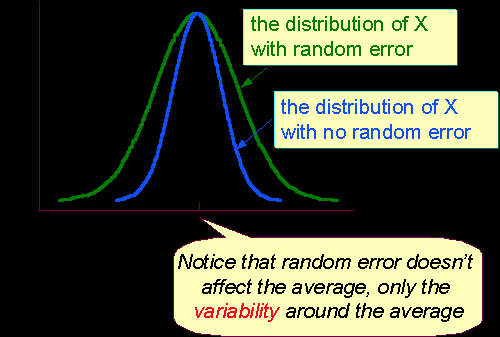 the distribution of X
with random error
the distribution of X
with no random error
Notice that random error doesn't
affect the average, only the
variability around the average